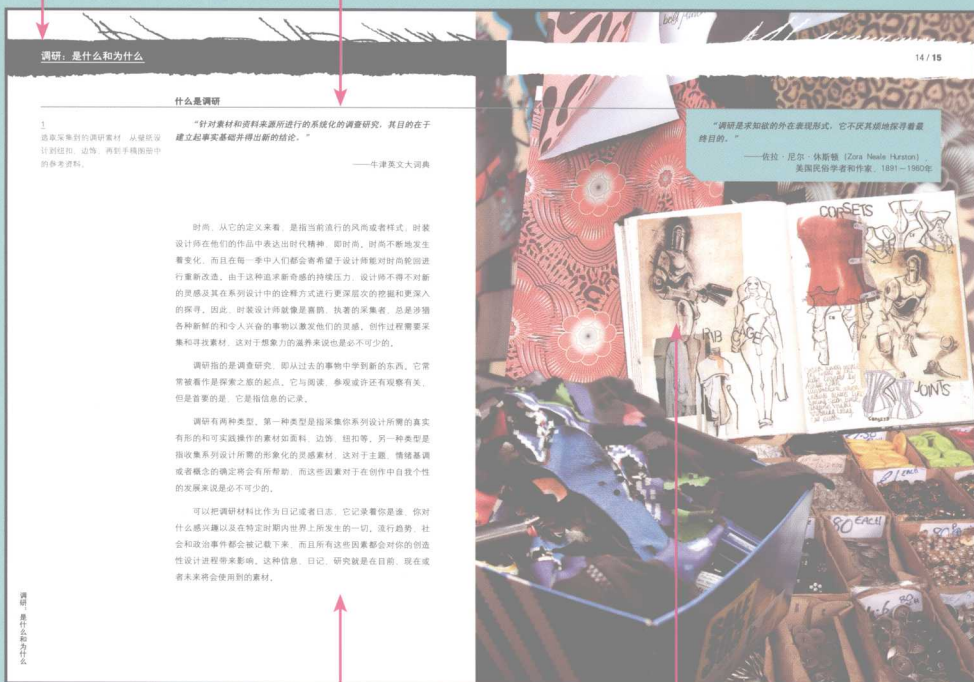 调研：是什么和为什么
14 / 15
什么是调研
1
选取采集到的调研素材，从塑胶设
计到纽扣、边饰，再到手稿图册中
的参考资料。
“针对素材和资料来源所进行的系统化的调查研究，其目的在于
建立起事实基础并得出新的结论。”
——牛津英文大词典
时尚，从它的定义来看，是指当前流行的风尚或者样式，时装
设计师在他们的作品中表达出时代精神，即时尚。时尚不断地发生
着变化，而且在每一季中人们都会寄希望于设计师能对时尚轮回进
行重新改造。由于这种追求新奇感的持续压力，设计师不得不对新
的灵感及其在系列设计中的诠释方式进行更深层次的挖掘和更深入
的探寻。因此，时装设计师就像是喜鹊，执著的采集者，总是涉猎
各种新鲜的和令人兴奋的事物以激发他们的灵感。创作过程需要采
集和寻找素材，这对于想象力的滋养来说也是必不可少的。
调研指的是调查研究，即从过去的事物中学到新的东西。它常
常被看作是探索之旅的起点。它与阅读、参观或许还有观察有关，
但是首要的是，它是指信息的记录。
调研有两种类型，第一种类型是指采集你系列设计所需的真实
有形的和可实践操作的素材如面料、边饰、纽扣等。另一种类型是
指收集系列设计所需的形象化的灵感素材，这对于主题、情绪基调
或者概念的确定将会有所帮助，而这些因素对于在创作中自我个性
的发展来说是必不可少的。
可以把调研材料比作为日记或者日志，它记录着你是谁、你对
什么感兴趣以及在特定时期内世界上所发生的一切。流行趋势、社
会和政治事件都会被记载下来，而且所有这些因素都会对你的创造
性设计进程带来影响。这种信息、日记、研究就是在目前、现在或
者未来将会使用到的素材。
调研：是什么和为什么
“调研是求知欲的外在表现形式，它不厌其烦地探寻着最
终目的。”
——佐拉·尼尔·休斯顿（Zora Neale Hurston），
美国民俗学者和作家，1891—1960年
CORSETS
RIB CAGE
JOINTS
80 EACH